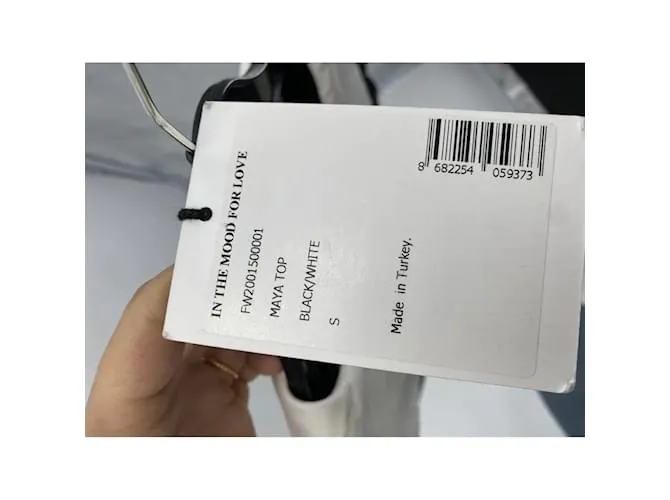 IN THE MOOD FOR LOVE
FW2001500001
MAYA TOP
BLACK/WHITE
S
Made in Turkey.
8 682254 059373